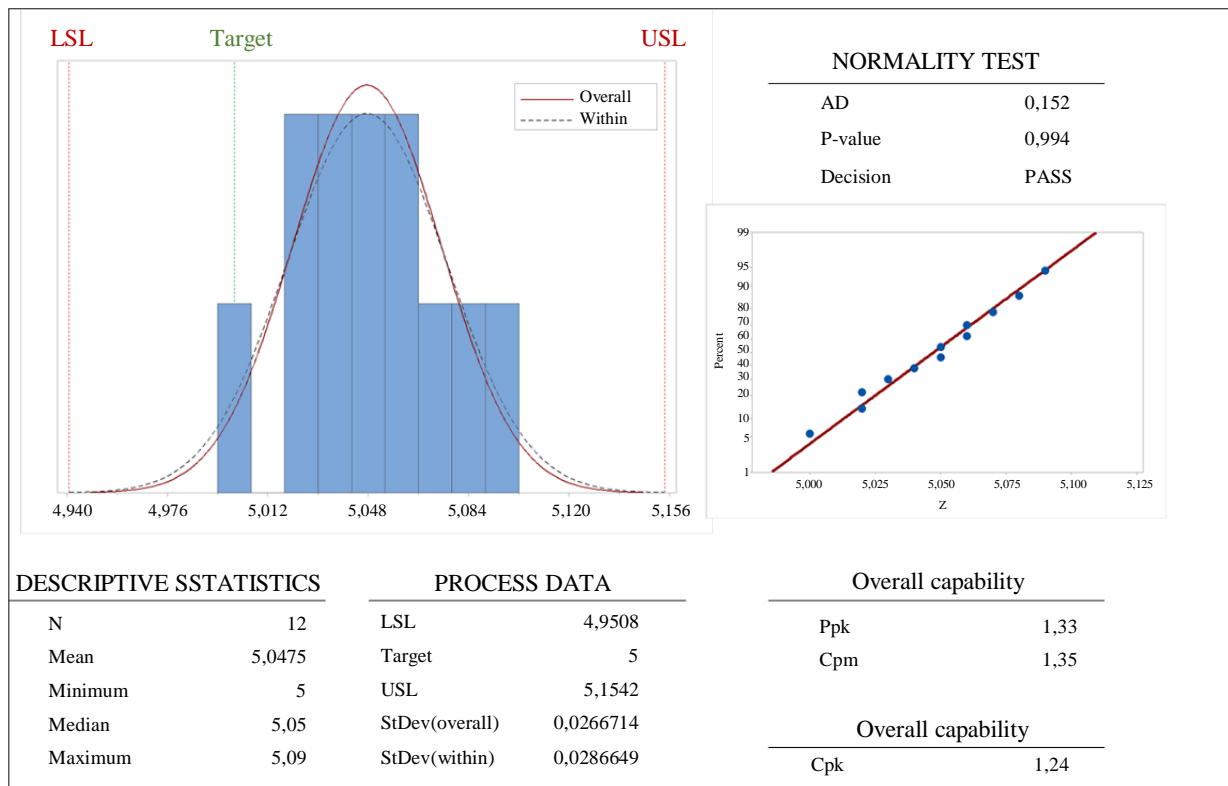 LSL Target USL
Overall
Within
4,940 4,976 5,012 5,048 5,084 5,120 5,156
NORMALITY TEST
AD 0,152
P-value 0,994
Decision PASS
99
95
90
80
70
60
50
40
30
20
10
5
1
Percent
5,000 5,025 5,050 5,075 5,100 5,125
Z
DESCRIPTIVE SSTATISTICS
N 12
Mean 5,0475
Minimum 5
Median 5,05
Maximum 5,09
PROCESS DATA
LSL 4,9508
Target 5
USL 5,1542
StDev(overall) 0,0266714
StDev(within) 0,0286649
Overall capability
Ppk 1,33
Cpm 1,35
Overall capability
Cpk 1,24